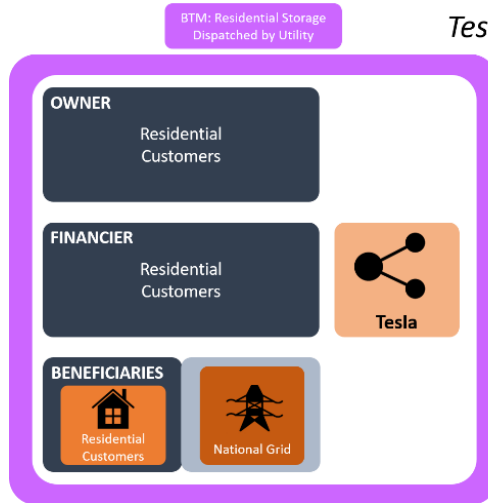 BTM: Residential Storage
Dispatched by Utility
Tes
OWNER
Residential
Customers
FINANCIER
Residential
Customers
Tesla
BENEFICIARIES
Residential
Customers
National Grid